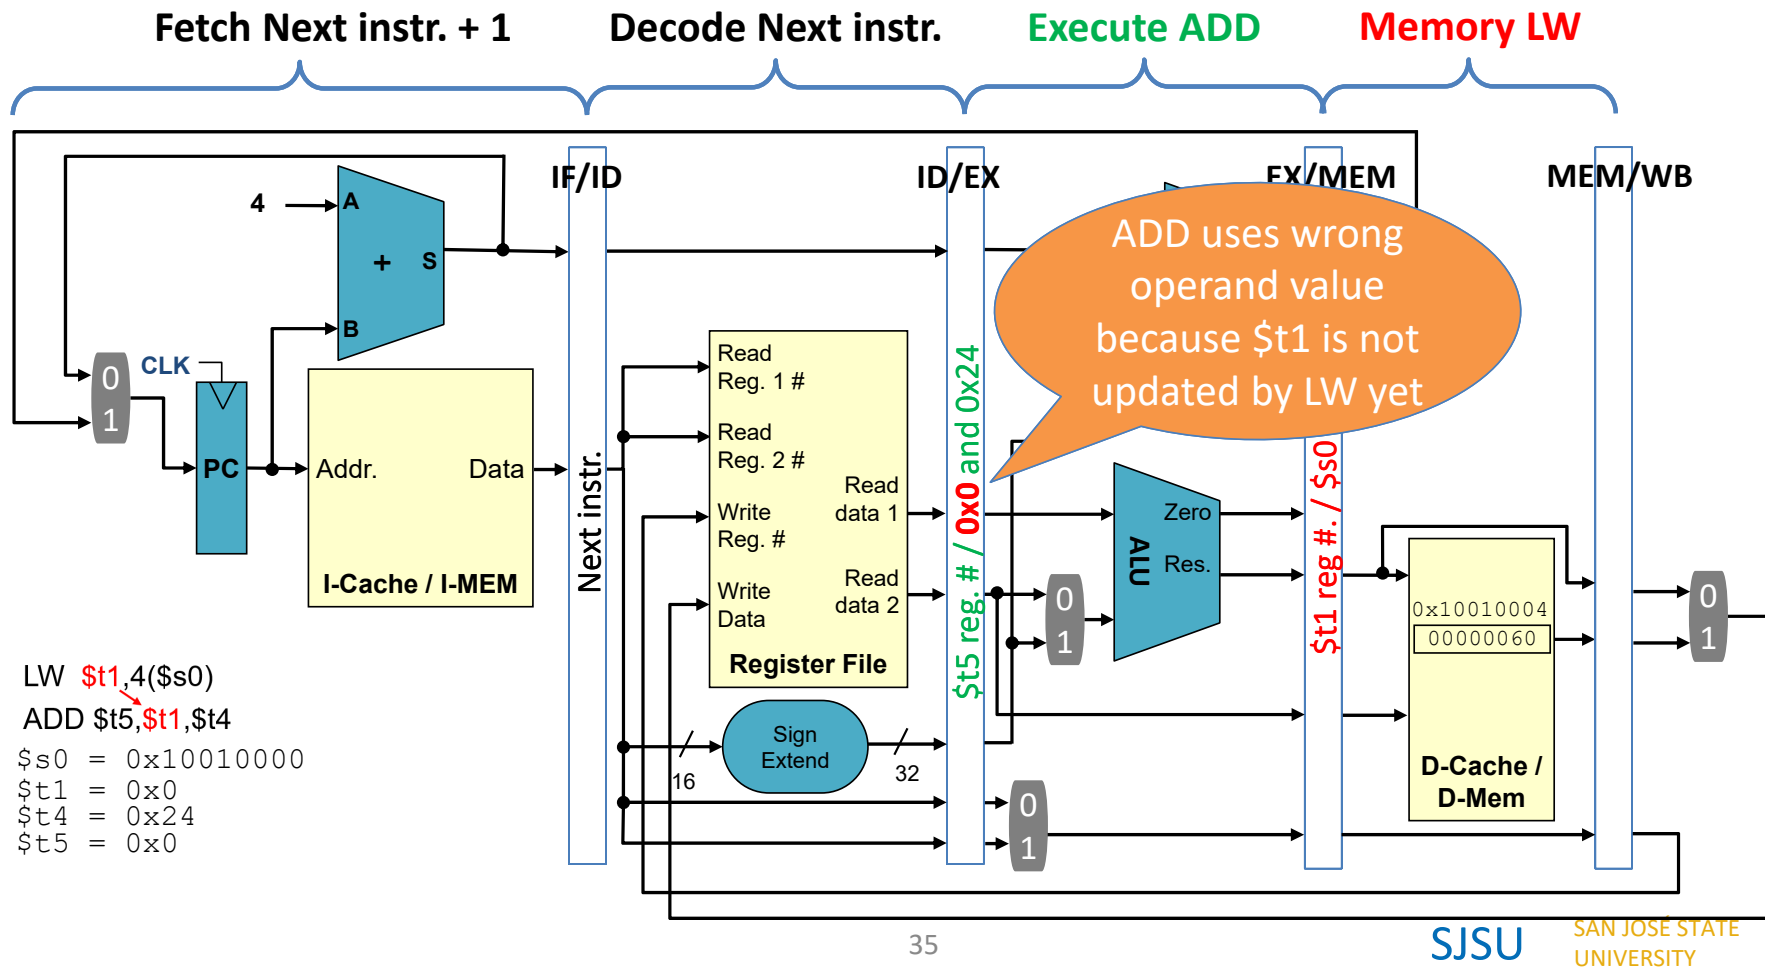 Fetch Next instr. + 1
Decode Next instr.
Execute ADD
Memory LW
IF/ID
ID/EX
EX/MEM
MEM/WB
4
A
+
S
B
ADD uses wrong
operand value
because $t1 is not
updated by LW yet
CLK
0
1
PC
Addr.
Data
I-Cache / I-MEM
Next instr.
Read
Reg. 1 #
Read
Reg. 2 #
Write
Reg. #
Write
Data
Read
data 1
Read
data 2
Register File
$t5 reg. # / 0x0 and 0x24
0
1
ALU
Zero
Res.
$t1 reg #. / $s0
0x10010004
00000060
D-Cache /
D-Mem
0
1
Sign
Extend
16
32
0
1
LW $t1,4($s0)
ADD $t5,$t1,$t4
$s0 = 0x10010000
$t1 = 0x0
$t4 = 0x24
$t5 = 0x0
35
SJSU
SAN JOSÉ STATE
UNIVERSITY